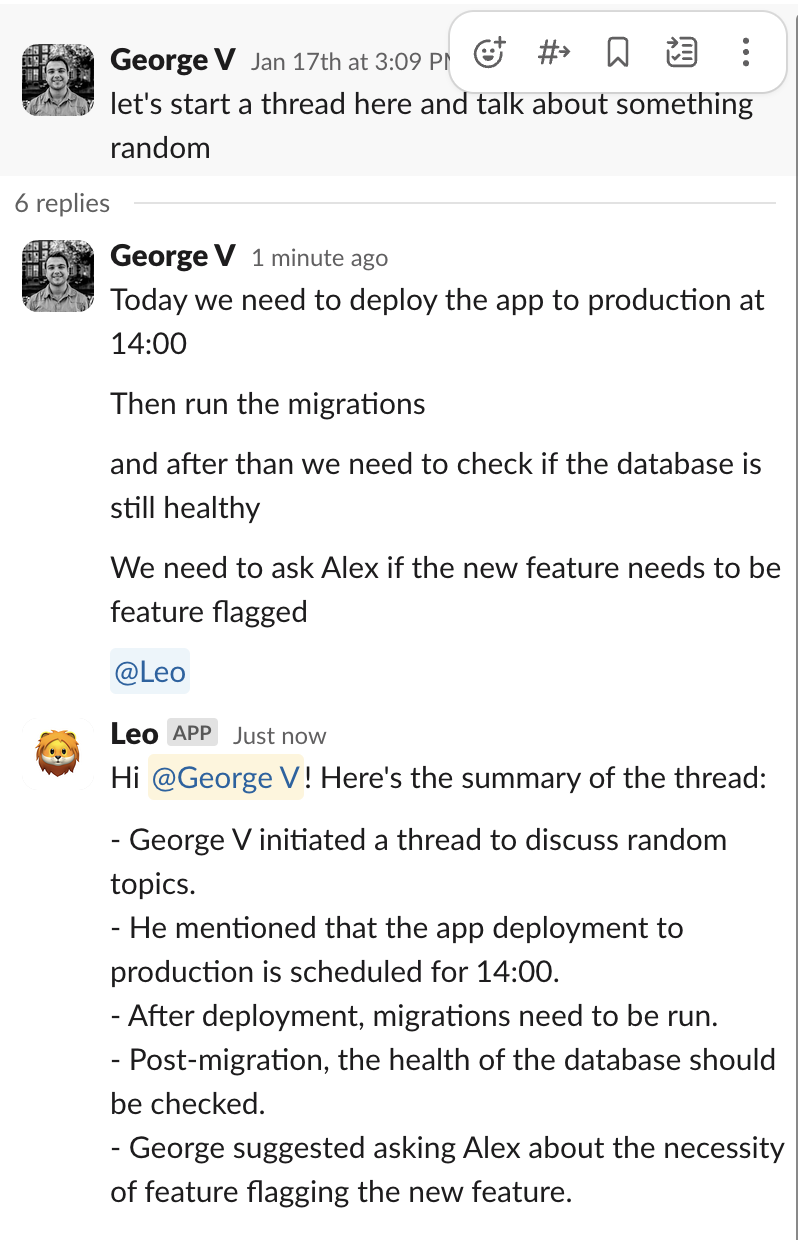 George V Jan 17th at 3:09
let's start a thread here and talk about something
random
6 replies
George V 1 minute ago
Today we need to deploy the app to production at
14:00
Then run the migrations
and after than we need to check if the database is
still healthy
We need to ask Alex if the new feature needs to be
feature flagged
@Leo
Leo APP Just now
Hi @George V! Here's the summary of the thread:
- George V initiated a thread to discuss random
topics.
- He mentioned that the app deployment to
production is scheduled for 14:00.
- After deployment, migrations need to be run.
- Post-migration, the health of the database should
be checked.
- George suggested asking Alex about the necessity
of feature flagging the new feature.